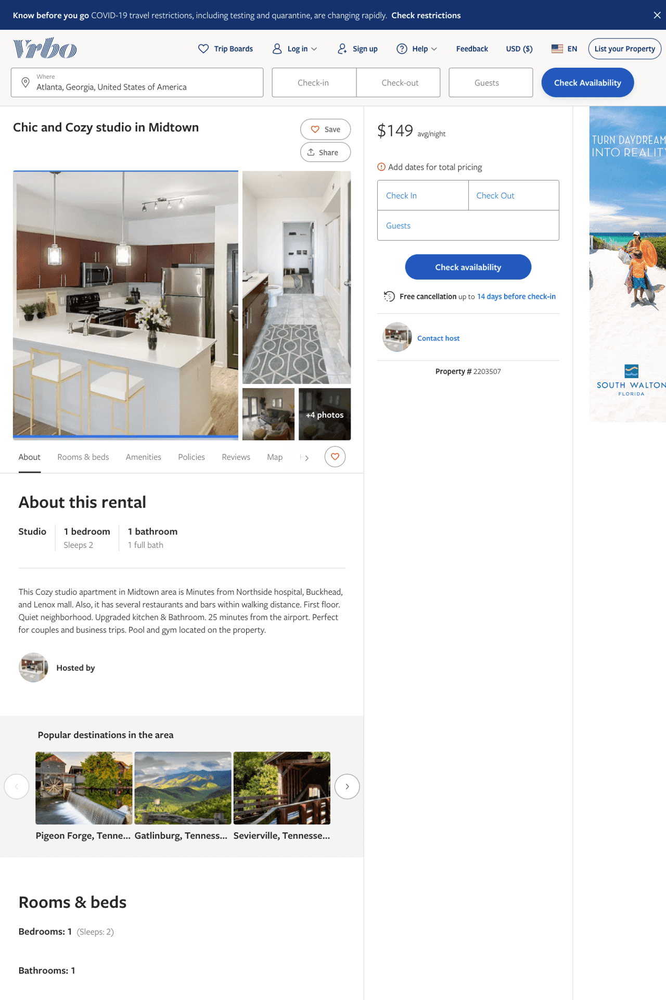 Know before you go COVID-19 travel restrictions, including testing and quarantine, are changing rapidly. Check restrictions
Vrbo
Trip Boards
Log in
Sign up
Help
Feedback
USD ($)
EN
List your Property
Where
Atlanta, Georgia, United States of America
Check-in
Check-out
Guests
Check Availability
Chic and Cozy studio in Midtown
Save
Share
+4 photos
$149 avg/night
Add dates for total pricing
Check In
Check Out
Guests
Check availability
Free cancellation up to 14 days before check-in
Contact host
Property # 2203507
TURN DAYDREAM
INTO REALITY
SOUTH WALTON
FLORIDA
About
Rooms & beds
Amenities
Policies
Reviews
Map
About this rental
Studio
1 bedroom
Sleeps 2
1 bathroom
1 full bath
This Cozy studio apartment in Midtown area is Minutes from Northside hospital, Buckhead,
and Lenox mall. Also, it has several restaurants and bars within walking distance. First floor.
Quiet neighborhood. Upgraded kitchen & Bathroom. 25 minutes from the airport. Perfect
for couples and business trips. Pool and gym located on the property.
Hosted by
Popular destinations in the area
Pigeon Forge, Tenne...
Gatlinburg, Tenness...
Sevierville, Tennesse...
Rooms & beds
Bedrooms: 1 (Sleeps: 2)
Bathrooms: 1